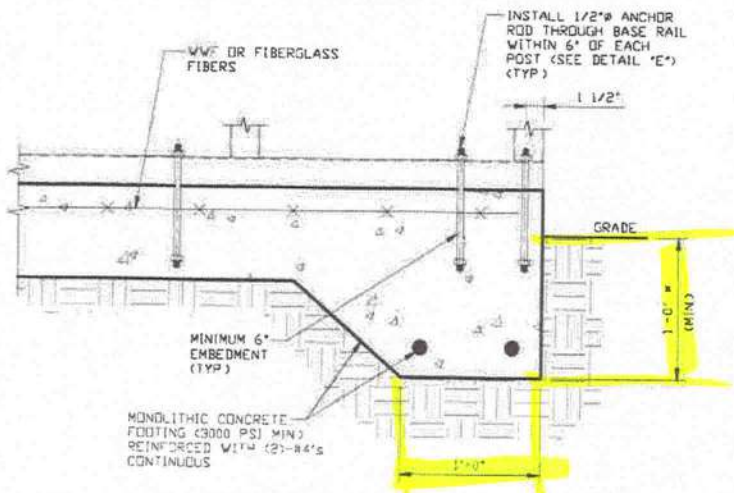 INSTALL 1/2"ø ANCHOR
ROD THROUGH BASE RAIL
WITHIN 6" OF EACH
POST (SEE DETAIL "E")
(TYP)
WWF OR FIBERGLASS
FIBERS
1 1/2"
GRADE
1'-0" *
(MIN)
MINIMUM 6"
EMBEDMENT
(TYP)
MONOLITHIC CONCRETE
FOOTING (3000 PSI MIN)
REINFORCED WITH (2)-#4's
CONTINUOUS
1'-0"